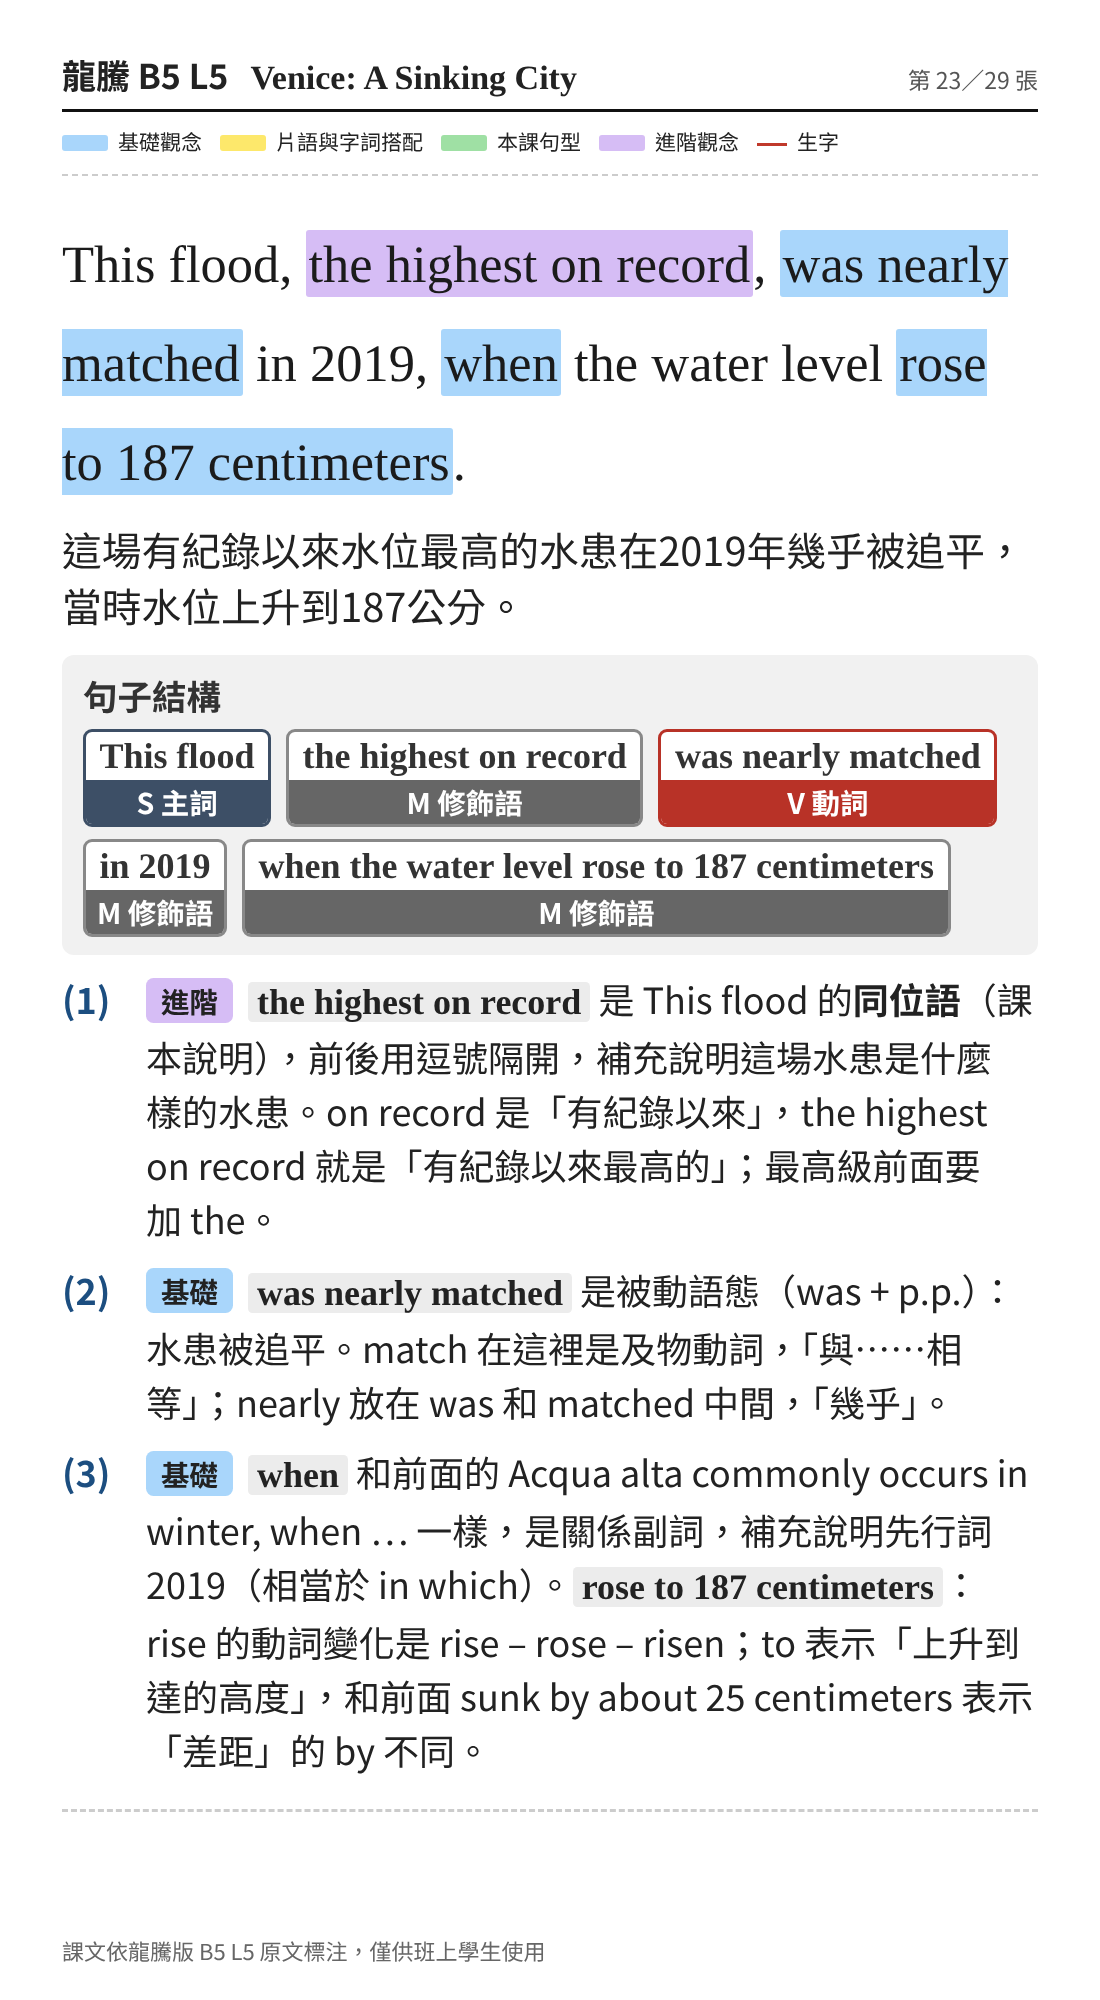 龍騰 B5 L5 Venice: A Sinking City 第 23／29 張
基礎觀念 片語與字詞搭配 本課句型 進階觀念 生字
This flood, the highest on record, was nearly
matched in 2019, when the water level rose
to 187 centimeters.
這場有紀錄以來水位最高的水患在2019年幾乎被追平，
當時水位上升到187公分。
句子結構
This flood the highest on record was nearly matched
S 主詞 M 修飾語 V 動詞
in 2019 when the water level rose to 187 centimeters
M 修飾語 M 修飾語
(1) 進階 the highest on record 是 This flood 的同位語（課
本說明），前後用逗號隔開，補充說明這場水患是什麼
樣的水患。on record 是「有紀錄以來」，the highest
on record 就是「有紀錄以來最高的」；最高級前面要
加 the。
(2) 基礎 was nearly matched 是被動語態（was + p.p.）：
水患被追平。match 在這裡是及物動詞，「與……相
等」；nearly 放在 was 和 matched 中間，「幾乎」。
(3) 基礎 when 和前面的 Acqua alta commonly occurs in
winter, when … 一樣，是關係副詞，補充說明先行詞
2019（相當於 in which）。rose to 187 centimeters：
rise 的動詞變化是 rise – rose – risen；to 表示「上升到
達的高度」，和前面 sunk by about 25 centimeters 表示
「差距」的 by 不同。
課文依龍騰版 B5 L5 原文標注，僅供班上學生使用